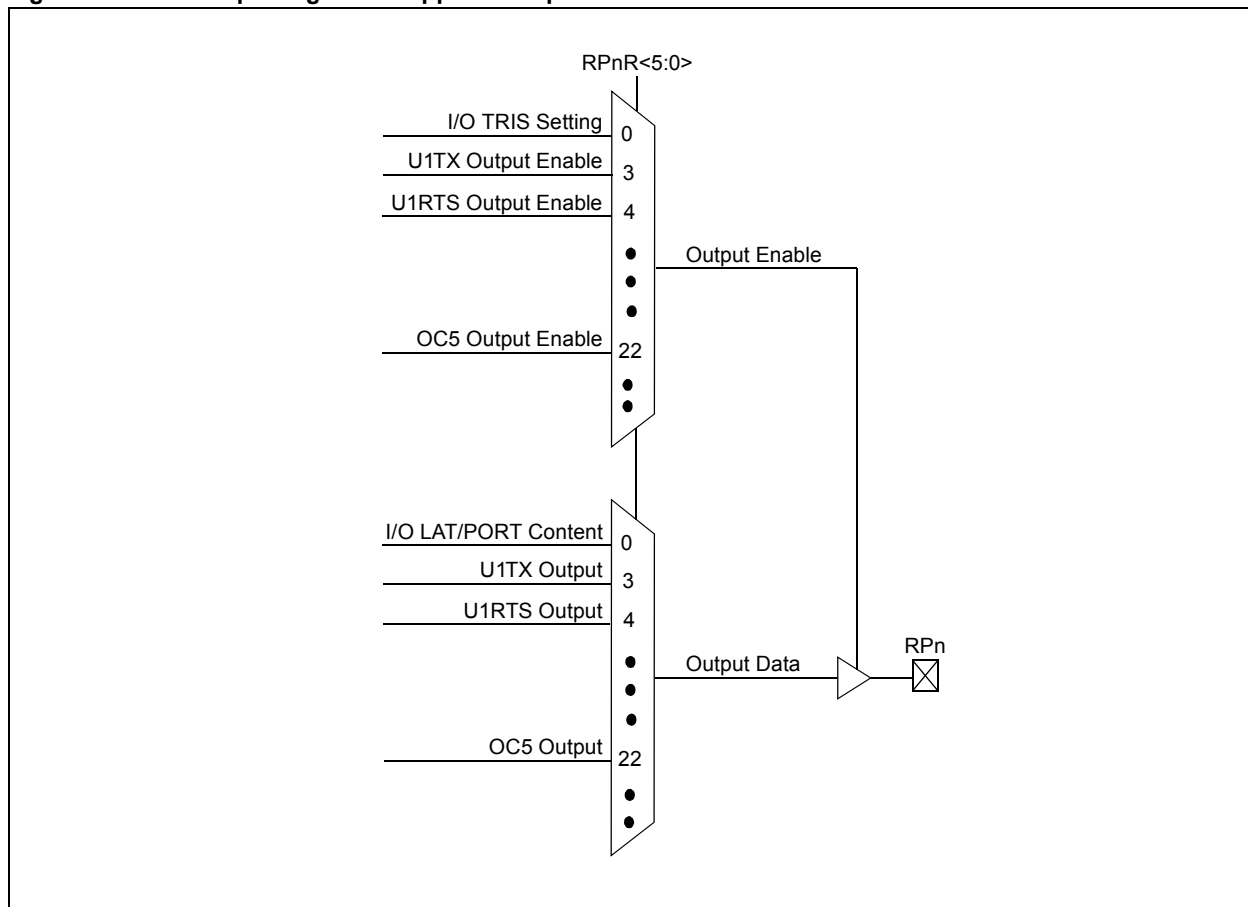 RPnR<5:0>
I/O TRIS Setting
0
U1TX Output Enable
3
U1RTS Output Enable
4
Output Enable
OC5 Output Enable
22
I/O LAT/PORT Content
0
U1TX Output
3
U1RTS Output
4
RPn
Output Data
OC5 Output
22